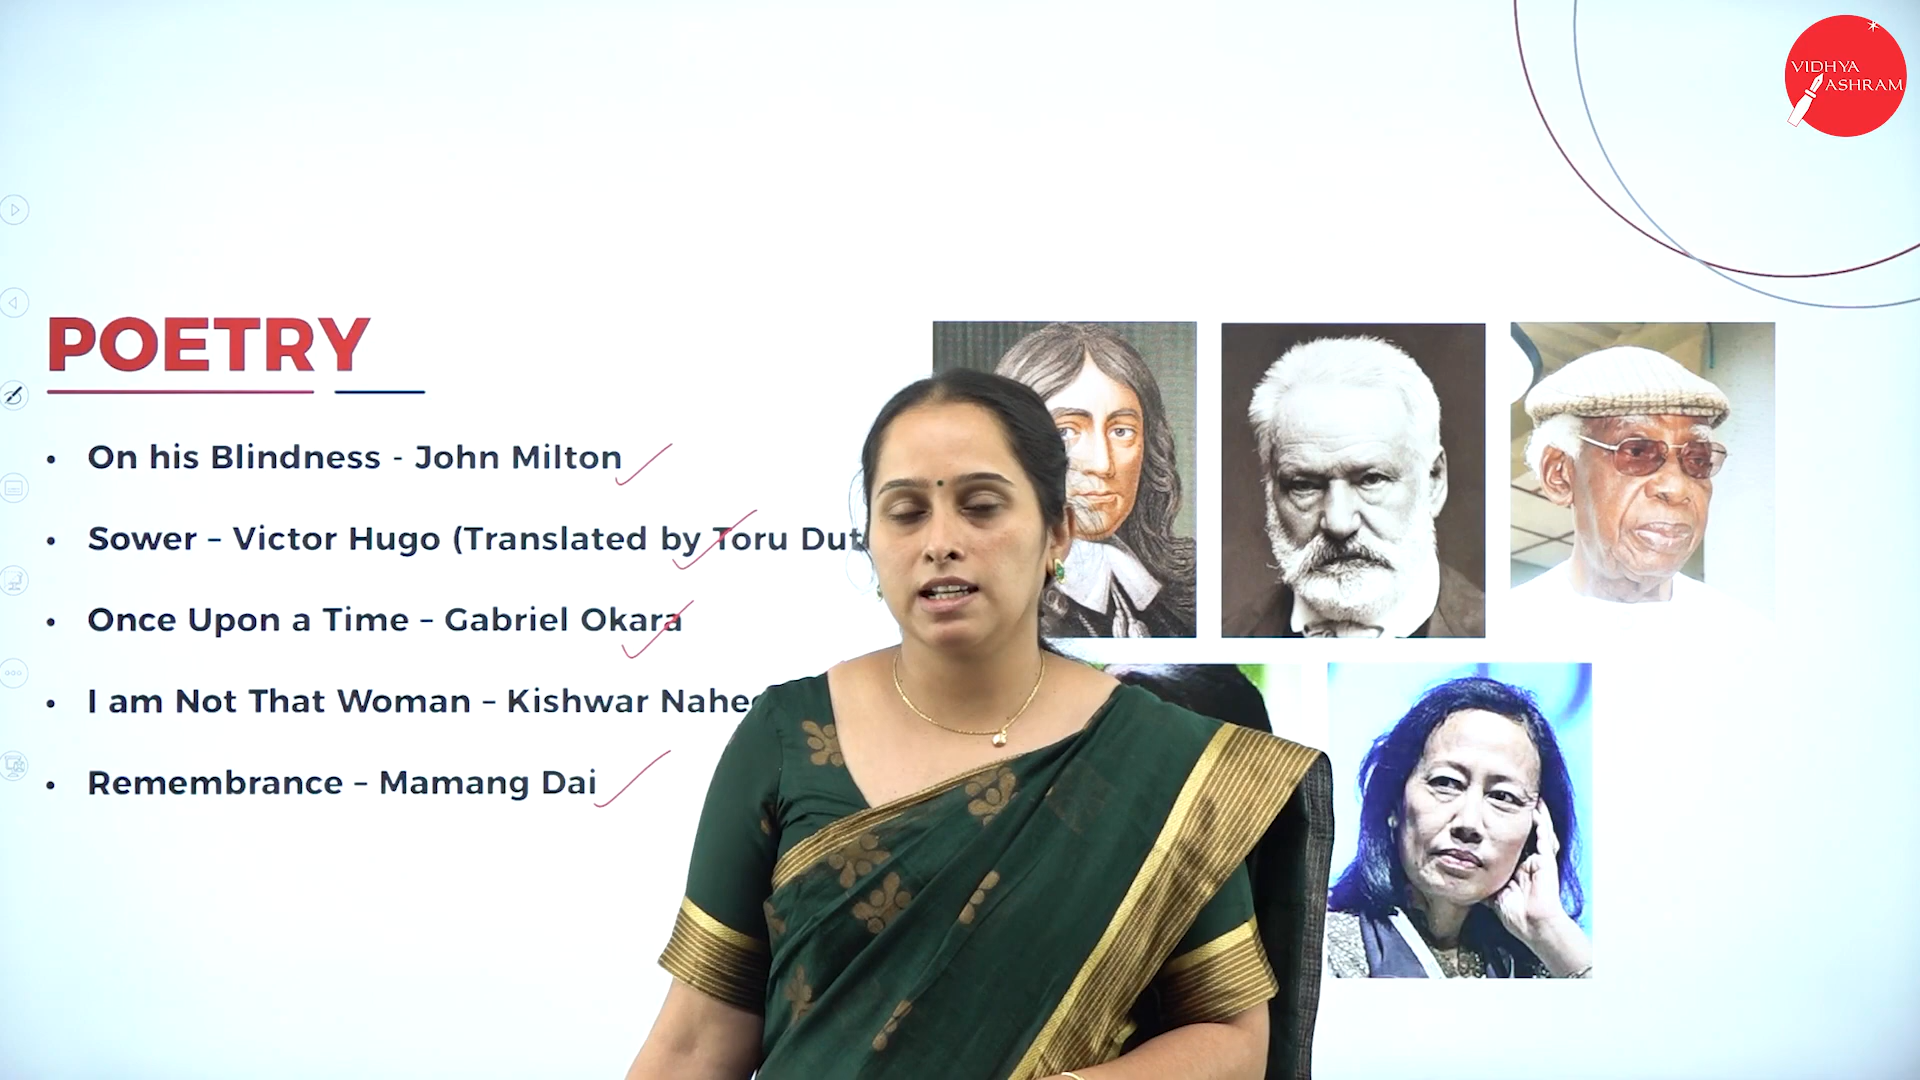 VIDHYA
ASHRAM
POETRY
• On his Blindness - John Milton
• Sower – Victor Hugo (Translated by Toru
• Once Upon a Time – Gabriel Okara
• I am Not That Woman – Kishwar
• Remembrance – Mamang Dai